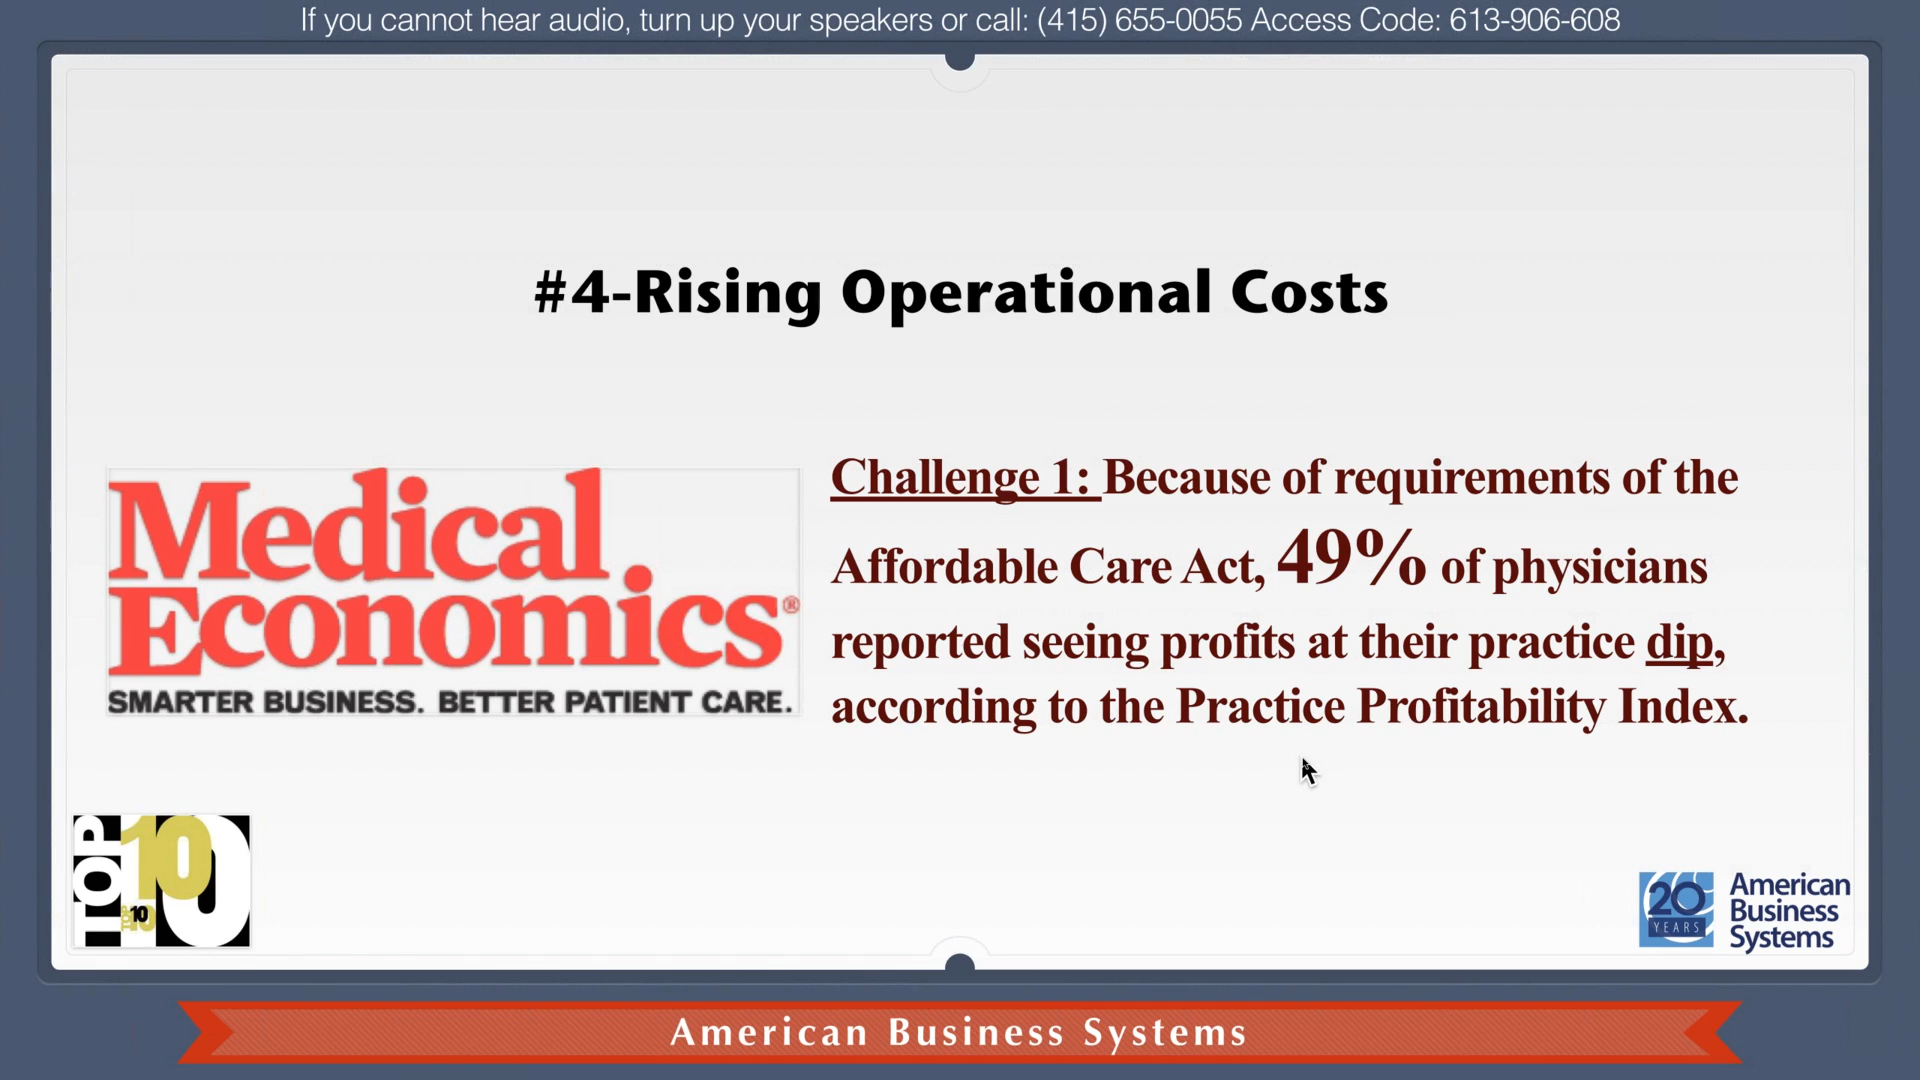 If you cannot hear audio, turn up your speakers or call: (415) 655-0055 Access Code: 613-906-608
#4-Rising Operational Costs
Medical
Economics®
SMARTER BUSINESS. BETTER PATIENT CARE.
Challenge 1: Because of requirements of the
Affordable Care Act, 49% of physicians
reported seeing profits at their practice dip,
according to the Practice Profitability Index.
TOP 10
10
20
YEARS
American
Business
Systems
American Business Systems